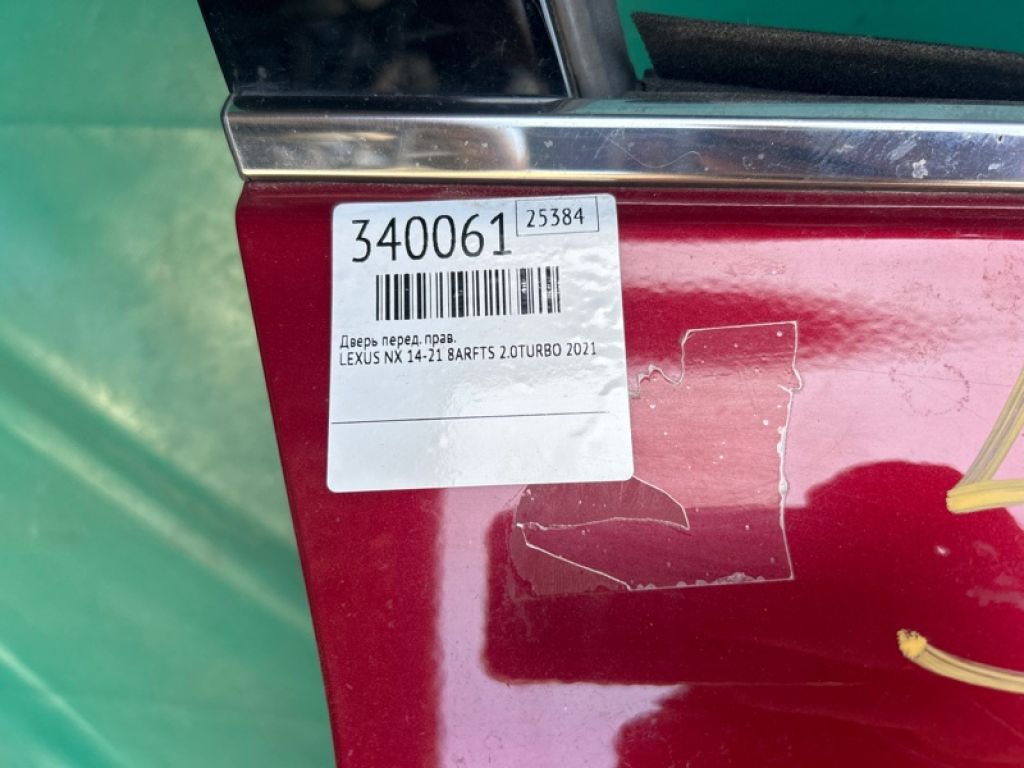 340061 25384
Дверь перед. прав.
LEXUS NX 14-21 8ARFTS 2.0TURBO 2021